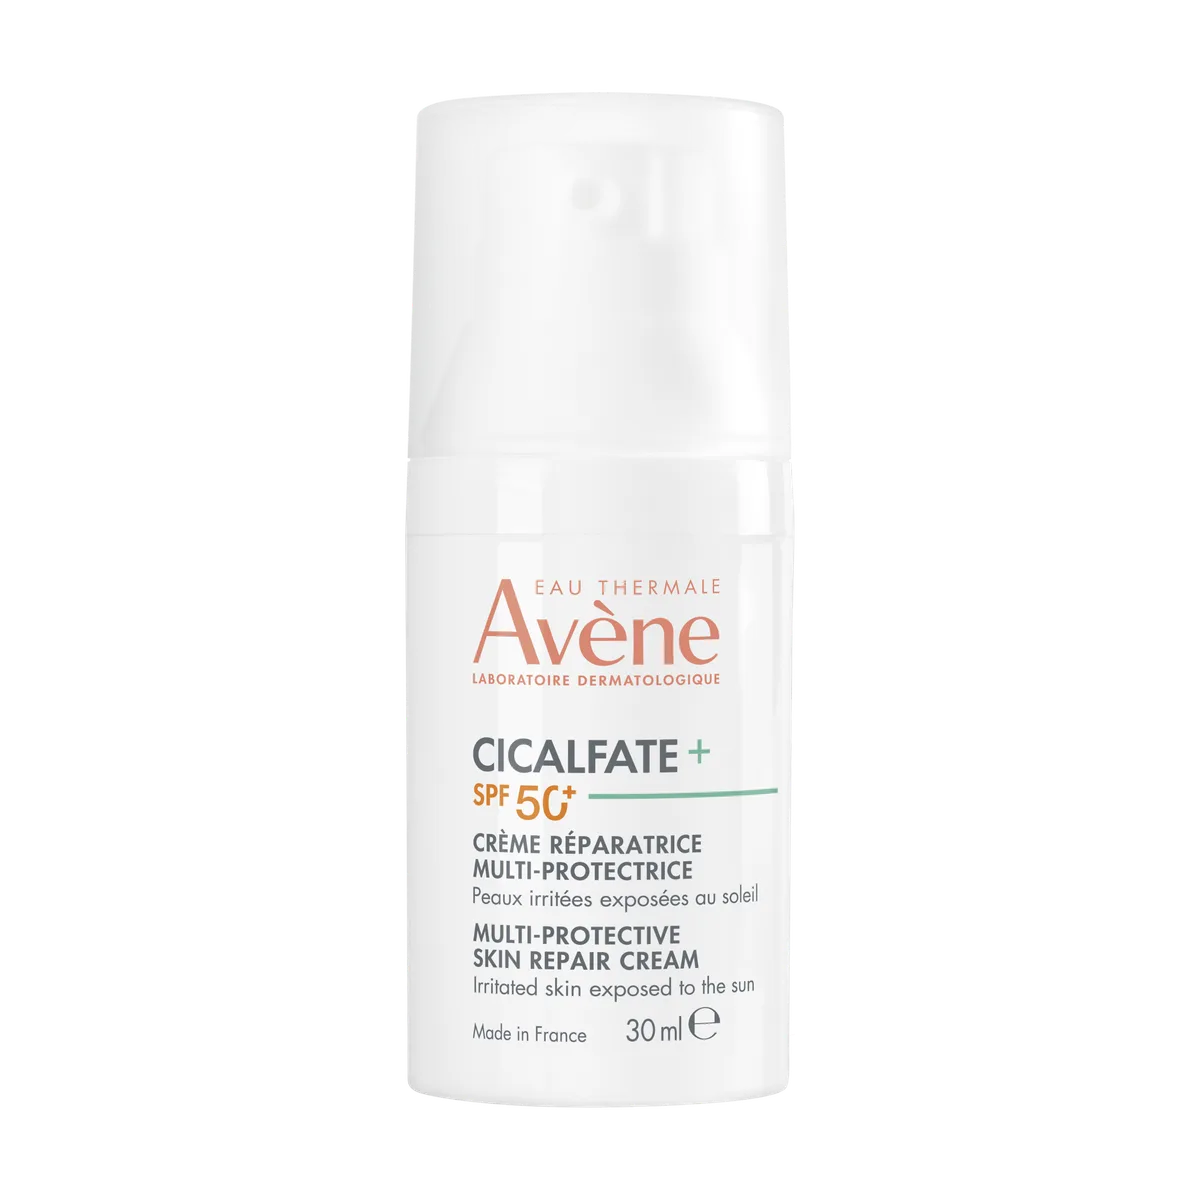 EAU THERMALE
Avène
LABORATOIRE DERMATOLOGIQUE
CICALFATE +
SPF 50+
CRÈME RÉPARATRICE
MULTI-PROTECTRICE
Peaux irritées exposées au soleil
MULTI-PROTECTIVE
SKIN REPAIR CREAM
Irritated skin exposed to the sun
Made in France 30 ml ℮